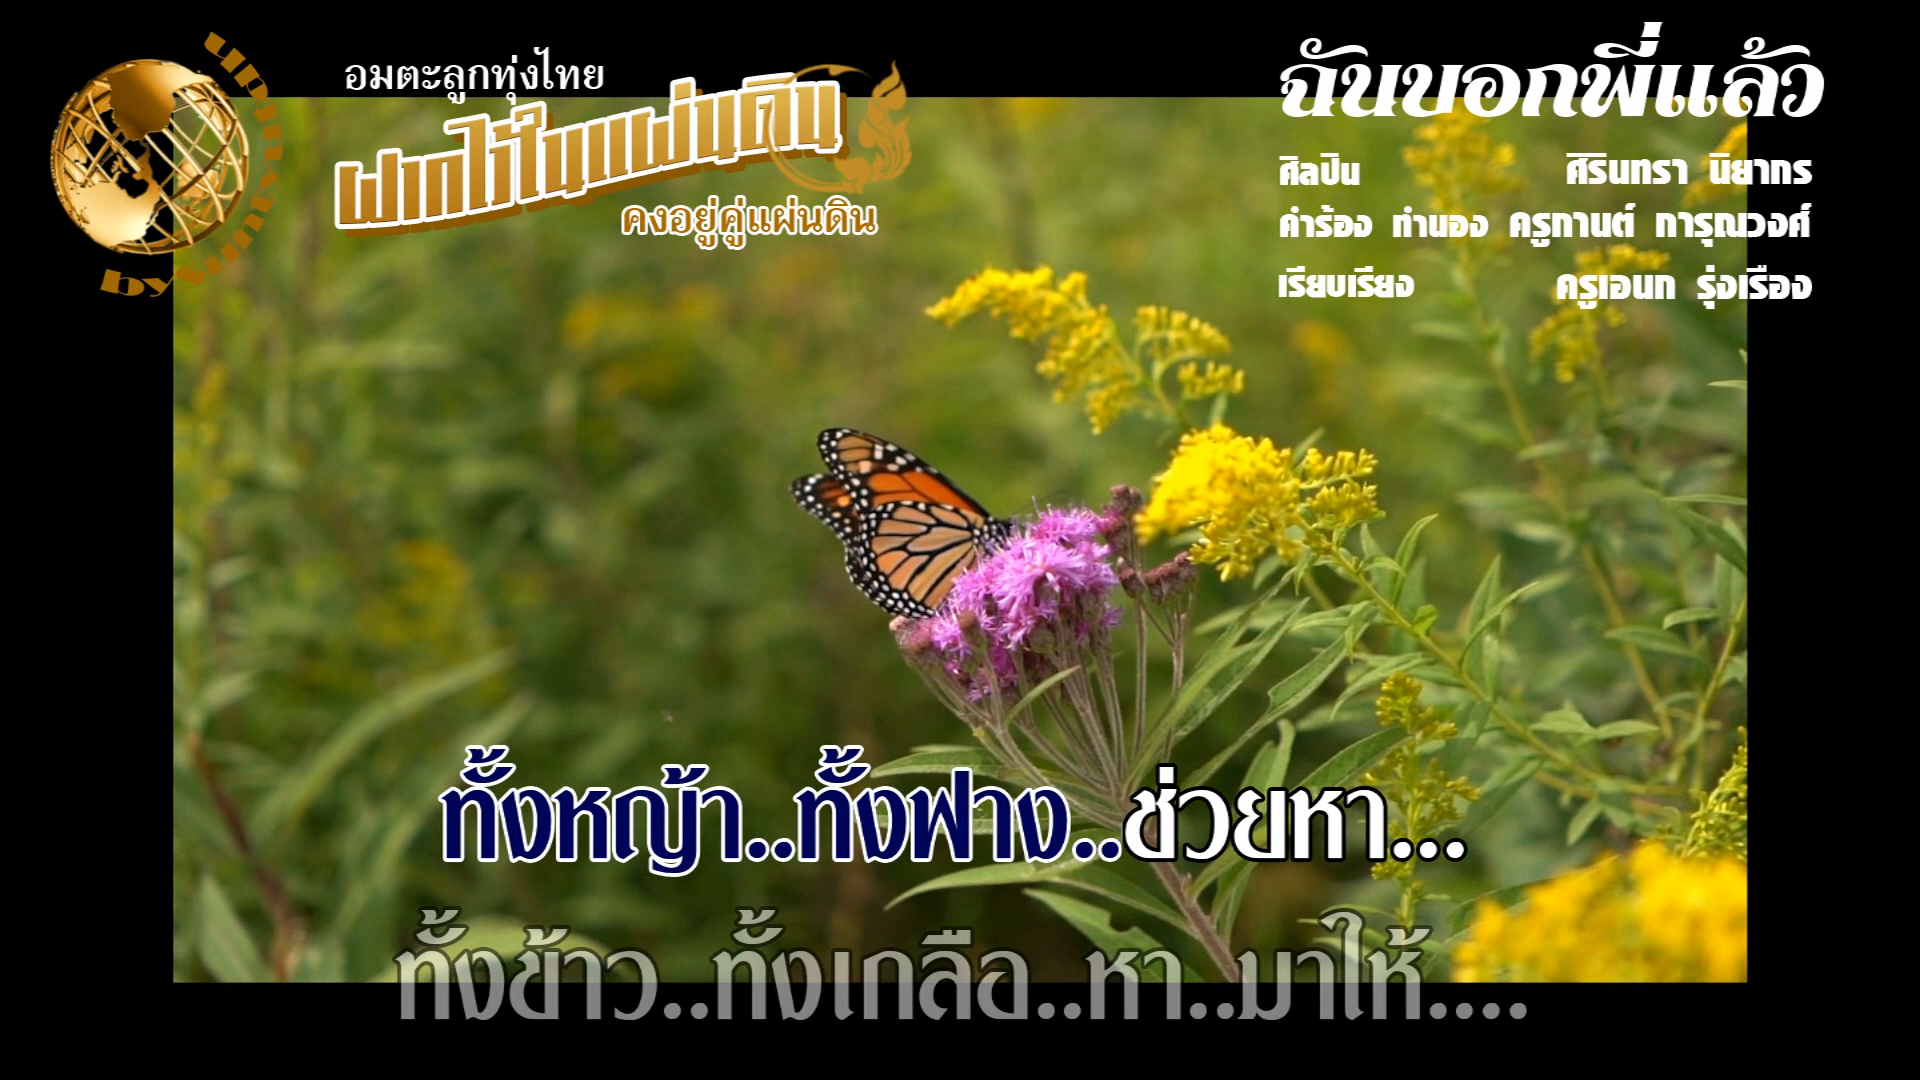 อมตะลูกทุ่งไทย
ฝากไว้ในแผ่นดิน
คงอยู่คู่แผ่นดิน
ฉันบอกพี่แล้ว
ศิลปิน ศิรินทรา นิยากร
คำร้อง ทำนอง ครูกานต์ การุณวงศ์
เรียบเรียง ครูเอนก รุ่งเรือง
ทั้งหญ้า..ทั้งฟาง..ช่วยหา...
ทั้งข้าว..ทั้งเกลือ..หา..มาให้....